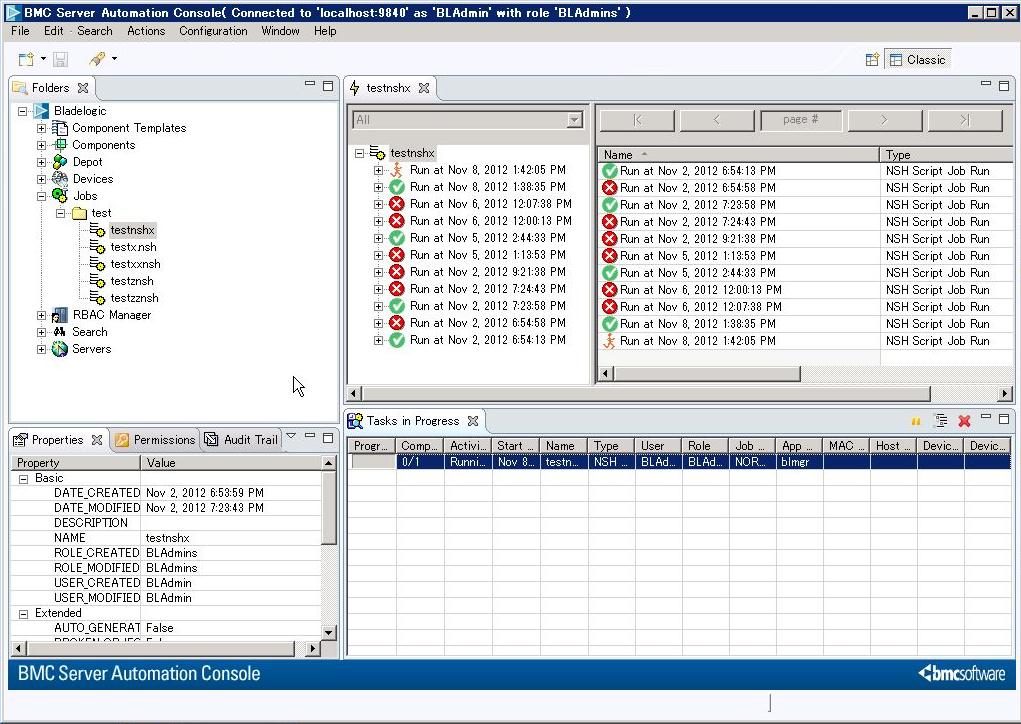 BMC Server Automation Console( Connected to 'localhost:9840' as 'BLAdmin' with role 'BLAdmins' )
File Edit Search Actions Configuration Window Help
Classic
Folders
Bladelogic
Component Templates
Components
Depot
Devices
Jobs
test
testnshx
testx.nsh
testxxnsh
testznsh
testzznsh
RBAC Manager
Search
Servers
testnshx
All
testnshx
Run at Nov 8, 2012 1:42:05 PM
Run at Nov 8, 2012 1:38:35 PM
Run at Nov 6, 2012 12:07:38 PM
Run at Nov 6, 2012 12:00:13 PM
Run at Nov 5, 2012 2:44:33 PM
Run at Nov 5, 2012 1:13:53 PM
Run at Nov 2, 2012 9:21:38 PM
Run at Nov 2, 2012 7:24:43 PM
Run at Nov 2, 2012 7:23:58 PM
Run at Nov 2, 2012 6:54:58 PM
Run at Nov 2, 2012 6:54:13 PM
|< < page # > >|
Name Type
Run at Nov 2, 2012 6:54:13 PM NSH Script Job Run
Run at Nov 2, 2012 6:54:58 PM NSH Script Job Run
Run at Nov 2, 2012 7:23:58 PM NSH Script Job Run
Run at Nov 2, 2012 7:24:43 PM NSH Script Job Run
Run at Nov 2, 2012 9:21:38 PM NSH Script Job Run
Run at Nov 5, 2012 1:13:53 PM NSH Script Job Run
Run at Nov 5, 2012 2:44:33 PM NSH Script Job Run
Run at Nov 6, 2012 12:00:13 PM NSH Script Job Run
Run at Nov 6, 2012 12:07:38 PM NSH Script Job Run
Run at Nov 8, 2012 1:38:35 PM NSH Script Job Run
Run at Nov 8, 2012 1:42:05 PM NSH Script Job Run
Properties Permissions Audit Trail
Property Value
Basic
DATE_CREATED Nov 2, 2012 6:53:59 PM
DATE_MODIFIED Nov 2, 2012 7:23:43 PM
DESCRIPTION
NAME testnshx
ROLE_CREATED BLAdmins
ROLE_MODIFIED BLAdmins
USER_CREATED BLAdmin
USER_MODIFIED BLAdmin
Extended
AUTO_GENERAT False
Tasks in Progress
Progr... Comp... Activi... Start ... Name Type User Role Job ... App ... MAC ... Host ... Devic... Devic...
0/1 Runni... Nov 8... testn... NSH ... BLAd... BLAd... NOR... blmgr
BMC Server Automation Console
bmcsoftware